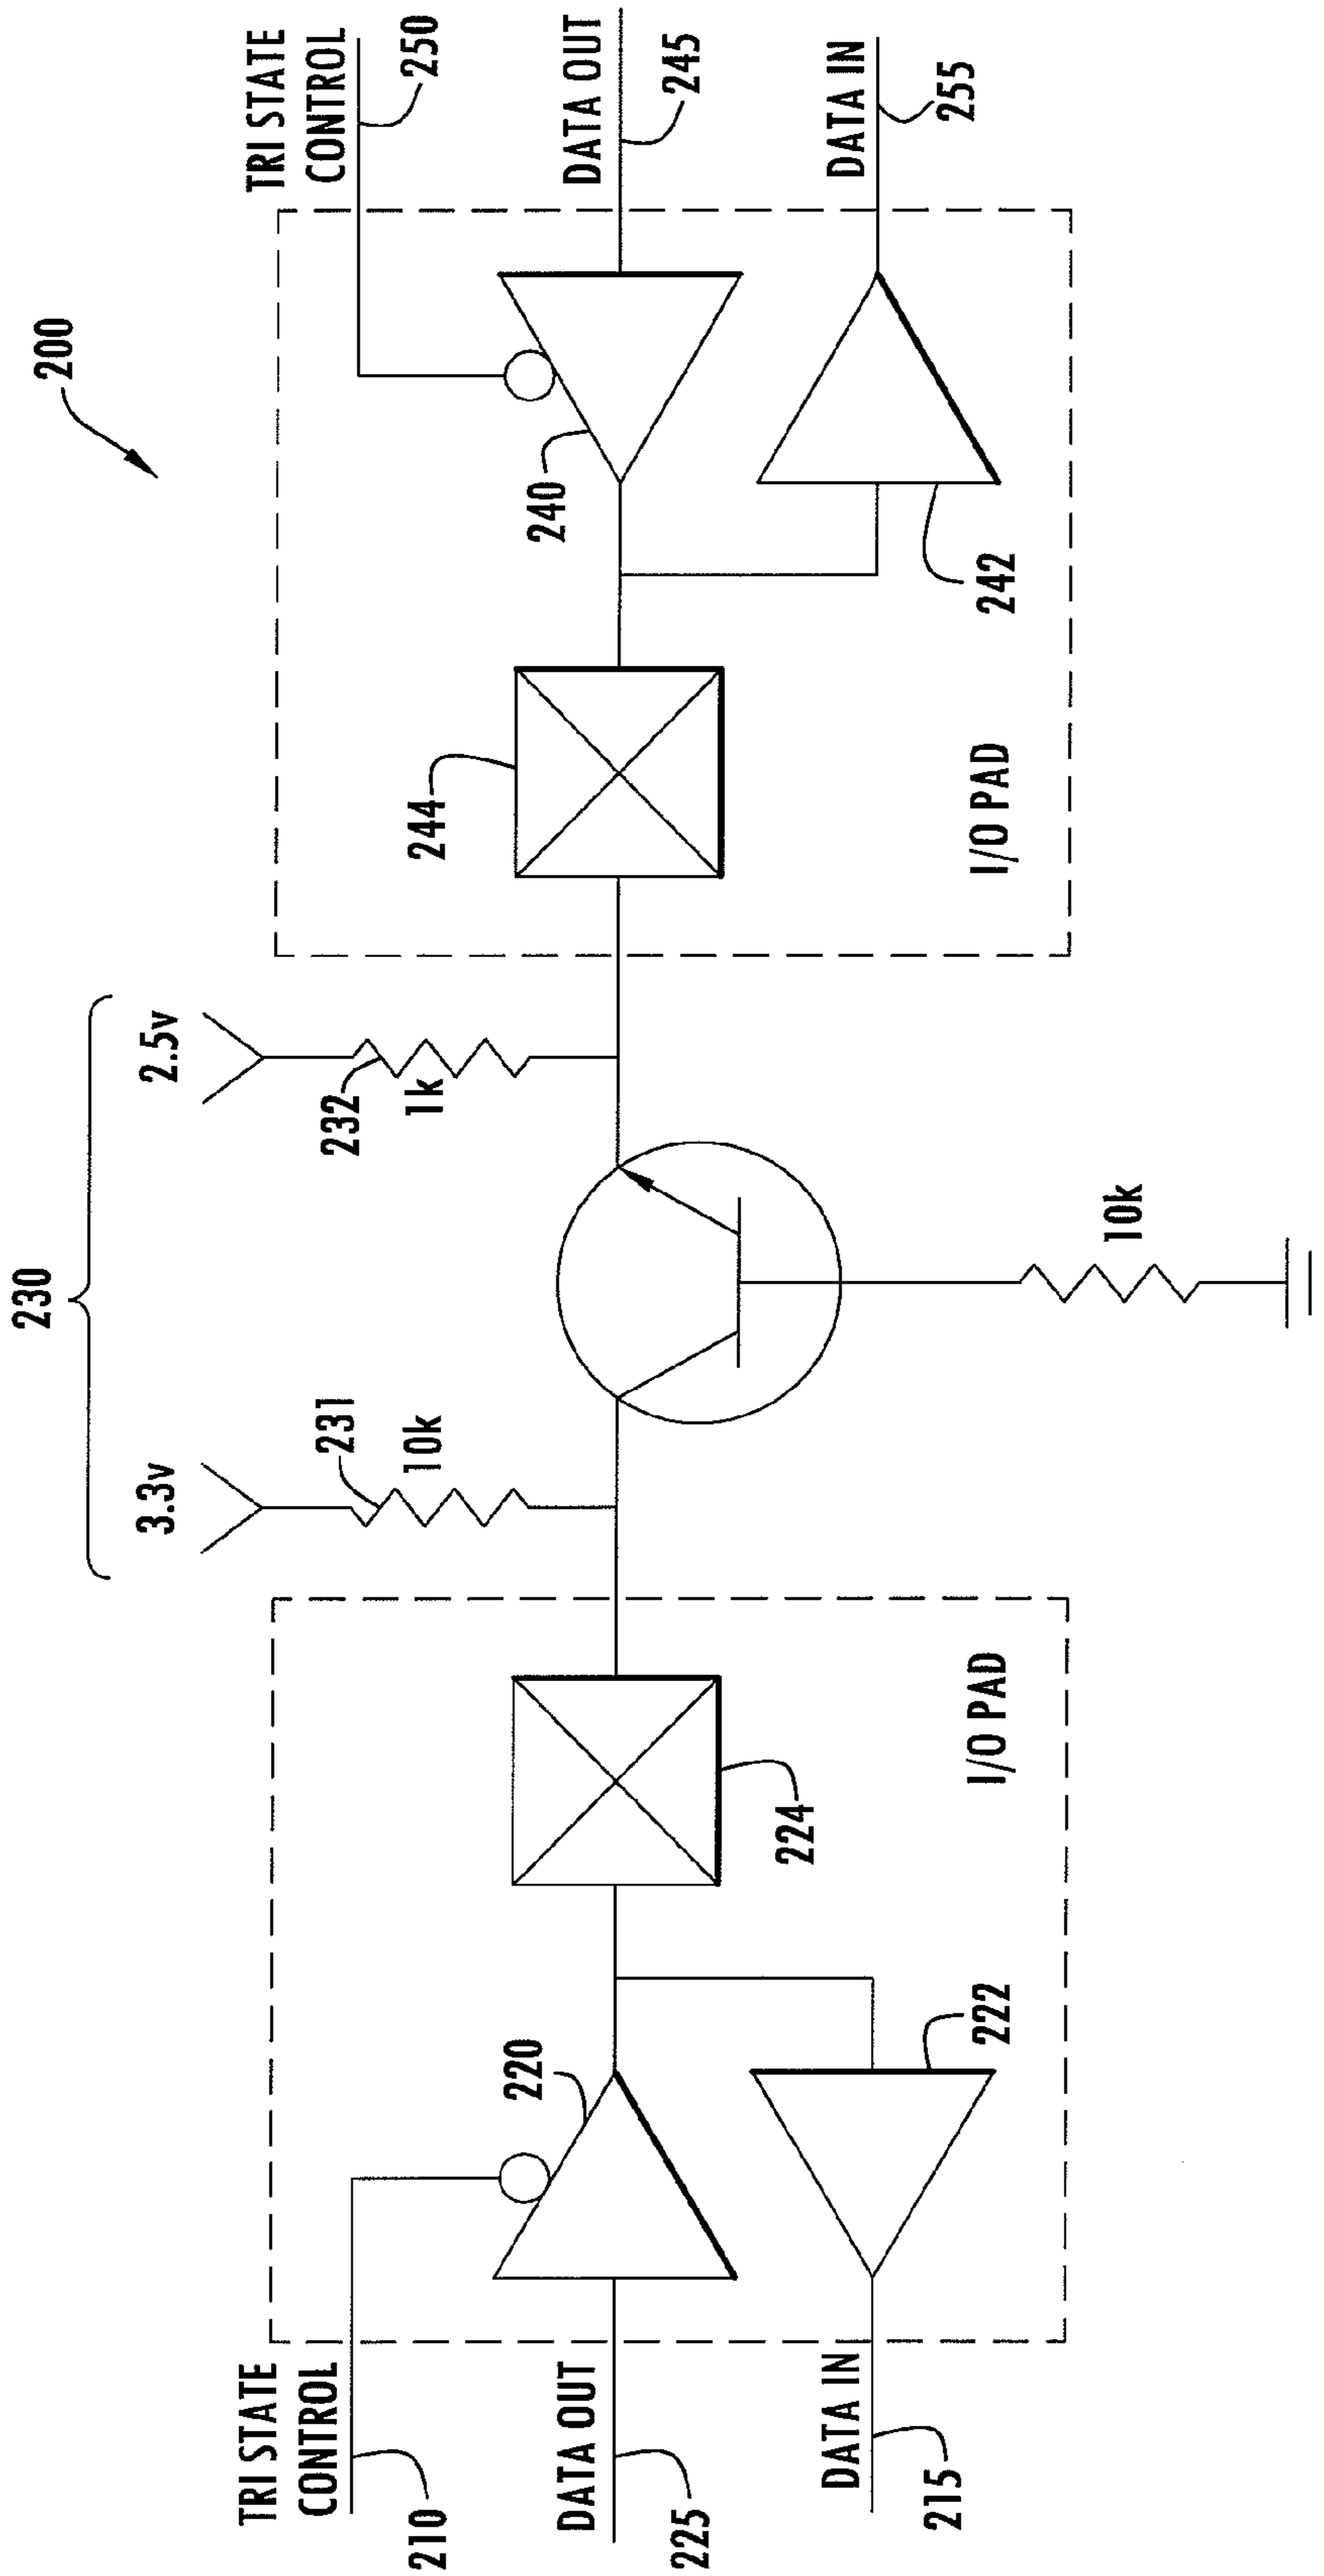 200
230
3.3v
2.5v
231
10k
232
1k
10k
TRI STATE
CONTROL
210
DATA OUT
225
DATA IN
215
220
222
224
I/O PAD
244
240
242
I/O PAD
TRI STATE
CONTROL
250
DATA OUT
245
DATA IN
255